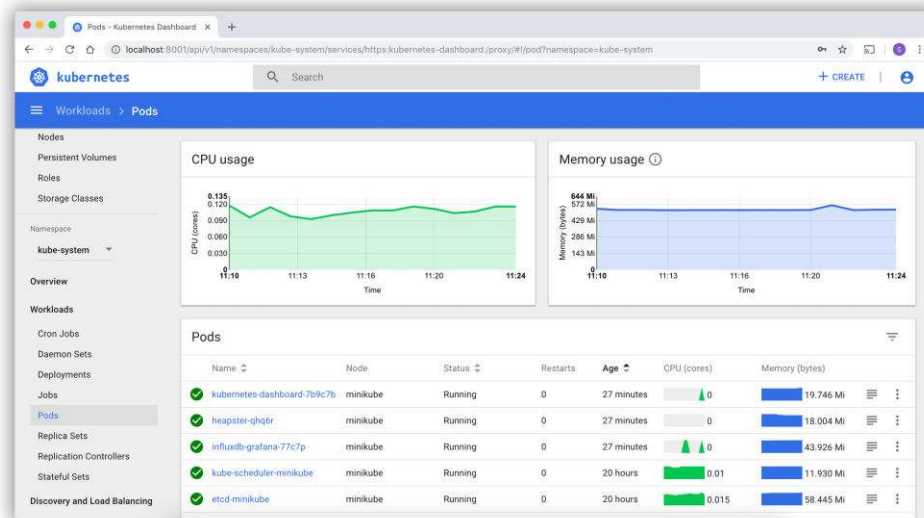 Pods - Kubernetes Dashboard
localhost:8001/api/v1/namespaces/kube-system/services/https:kubernetes-dashboard:/proxy/#!/pod?namespace=kube-system
S
kubernetes
Search
+ CREATE
Workloads > Pods
Nodes
Persistent Volumes
Roles
Storage Classes
Namespace
kube-system
Overview
Workloads
Cron Jobs
Daemon Sets
Deployments
Jobs
Pods
Replica Sets
Replication Controllers
Stateful Sets
Discovery and Load Balancing
CPU usage
CPU (cores)
0.135
0.120
0.090
0.060
0.030
0
11:10 11:13 11:16 11:20 11:24
Time
Memory usage
Memory (bytes)
644 Mi
572 Mi
429 Mi
286 Mi
143 Mi
0
11:10 11:13 11:16 11:20 11:24
Time
Pods
Name Node Status Restarts Age CPU (cores) Memory (bytes)
kubernetes-dashboard-7b9c7b minikube Running 0 27 minutes 0 19.746 Mi
heapster-qhq6r minikube Running 0 27 minutes 0 18.004 Mi
influxdb-grafana-77c7p minikube Running 0 27 minutes 0 43.926 Mi
kube-scheduler-minikube minikube Running 0 20 hours 0.01 11.930 Mi
etcd-minikube minikube Running 0 20 hours 0.015 58.445 Mi